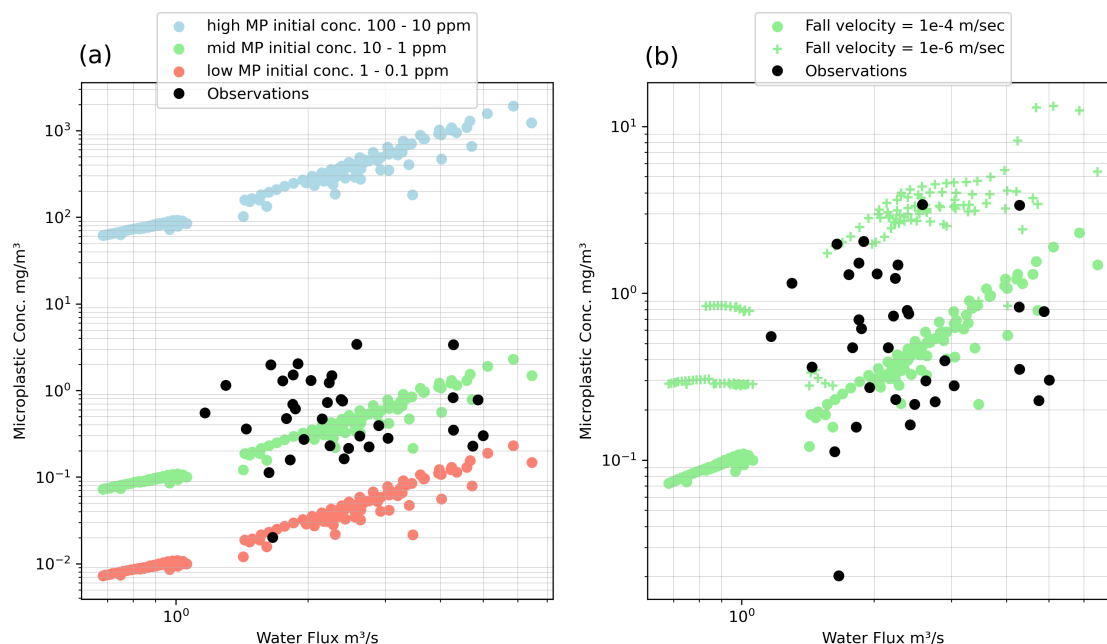 (a)
high MP initial conc. 100 - 10 ppm
mid MP initial conc. 10 - 1 ppm
low MP initial conc. 1 - 0.1 ppm
Observations
Microplastic Conc. mg/m³
10³
10²
10¹
10⁰
10⁻¹
10⁻²
10⁰
Water Flux m³/s
(b)
Fall velocity = 1e-4 m/sec
Fall velocity = 1e-6 m/sec
Observations
Microplastic Conc. mg/m³
10¹
10⁰
10⁻¹
10⁰
Water Flux m³/s